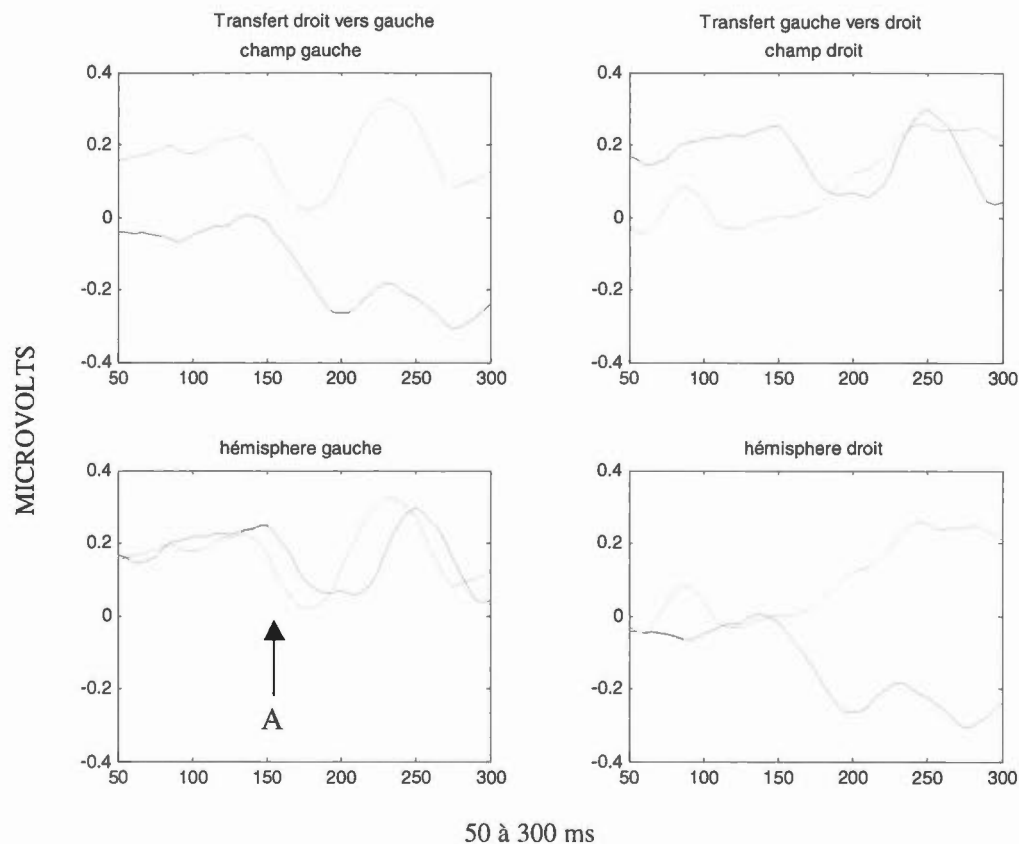 Transfert droit vers gauche
champ gauche
0.4
0.2
0
-0.2
-0.4
50 100 150 200 250 300
Transfert gauche vers droit
champ droit
0.4
0.2
0
-0.2
-0.4
50 100 150 200 250 300
MICROVOLTS
hémisphere gauche
0.4
0.2
0
-0.2
-0.4
A
50 100 150 200 250 300
hémisphere droit
0.4
0.2
0
-0.2
-0.4
50 100 150 200 250 300
50 à 300 ms